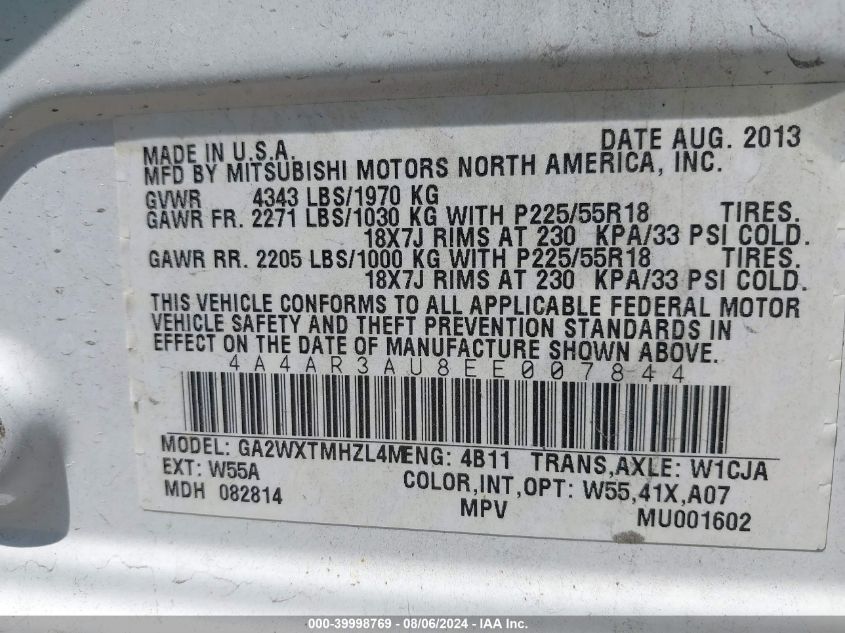 MADE IN U.S.A. DATE AUG. 2013
MFD BY MITSUBISHI MOTORS NORTH AMERICA, INC.
GVWR 4343 LBS/1970 KG
GAWR FR. 2271 LBS/1030 KG WITH P225/55R18 TIRES.
18X7J RIMS AT 230 KPA/33 PSI COLD.
GAWR RR. 2205 LBS/1000 KG WITH P225/55R18 TIRES.
18X7J RIMS AT 230 KPA/33 PSI COLD.
THIS VEHICLE CONFORMS TO ALL APPLICABLE FEDERAL MOTOR
VEHICLE SAFETY AND THEFT PREVENTION STANDARDS IN
EFFECT ON THE DATE OF MANUFACTURE SHOWN ABOVE.
4A4AR3AU8EE007844
MODEL: GA2WXTMHZL4M ENG: 4B11 TRANS,AXLE: W1CJA
EXT: W55A COLOR,INT,OPT: W55,41X,A07
MDH 082814 MPV MU001602
000-39998769 - 08/06/2024 - IAA Inc.